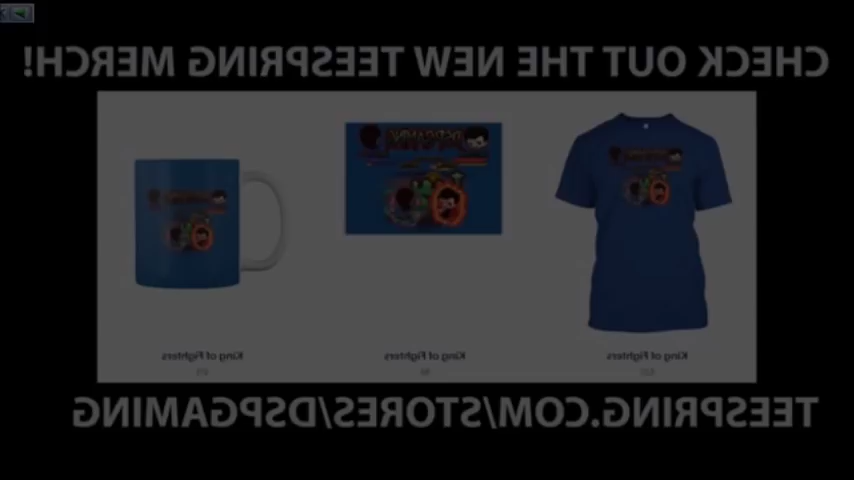 CHECK OUT THE NEW TEESPRING MERCH!
DSPGAMING
King of Fighters
King of Fighters
King of Fighters
TEESPRING.COM/STORES/DSPGAMING